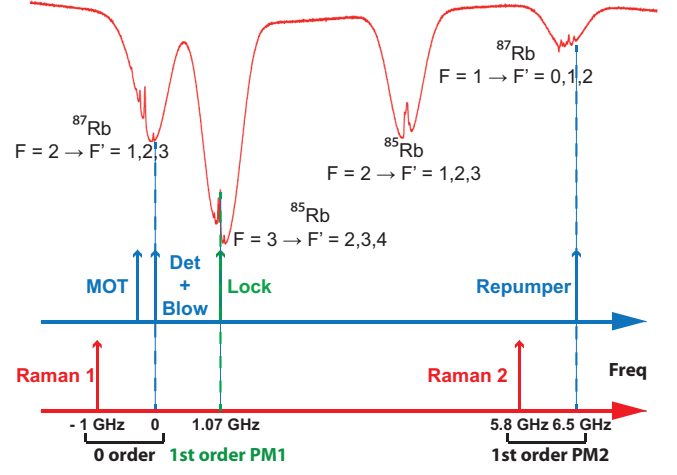 ⁸⁷Rb
F = 1 → F' = 0,1,2
⁸⁷Rb
F = 2 → F' = 1,2,3
⁸⁵Rb
F = 2 → F' = 1,2,3
⁸⁵Rb
F = 3 → F' = 2,3,4
MOT
Det
+
Blow
Lock
Repumper
Raman 1
Raman 2
Freq
- 1 GHz 0 1.07 GHz 5.8 GHz 6.5 GHz
0 order 1st order PM1 1st order PM2